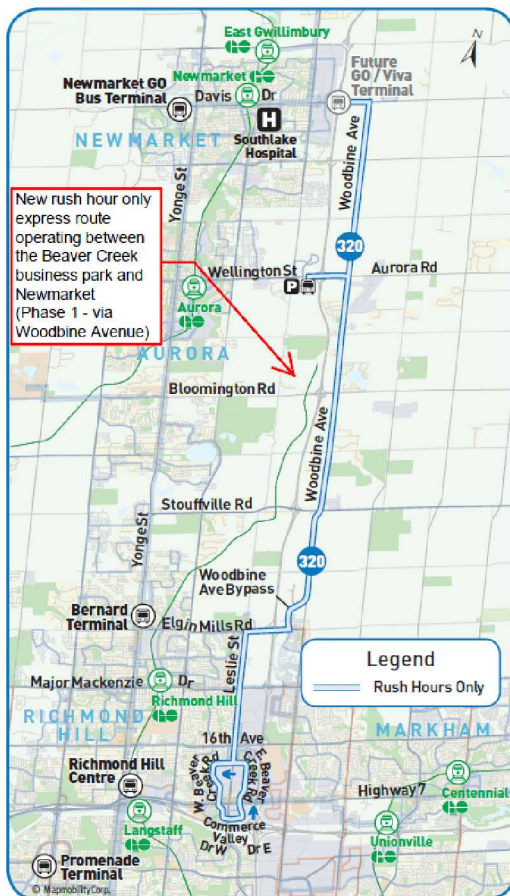 East Gwillimbury
N
Newmarket
Future
GO / Viva
Terminal
Newmarket GO
Bus Terminal
Davis Dr
H
Southlake
Hospital
NEWMARKET
Yonge St
Woodbine Ave
New rush hour only
express route
operating between
the Beaver Creek
business park and
Newmarket
(Phase 1 - via
Woodbine Avenue)
320
Wellington St
Aurora Rd
P
Aurora
AURORA
Bloomington Rd
Woodbine Ave
Stouffville Rd
Yonge St
320
Woodbine
Ave Bypass
Bernard
Terminal
Elgin Mills Rd
Leslie St
Legend
Rush Hours Only
Major Mackenzie Dr
Richmond Hill
RICHMOND
HILL
MARKHAM
16th Ave
W. Beaver
Creek Rd
E. Beaver
Creek Rd
Richmond Hill
Centre
Highway 7
Centennial
Langstaff
Commerce
Valley
Dr W Dr E
Unionville
Promenade
Terminal
© MapmobilityCorp.